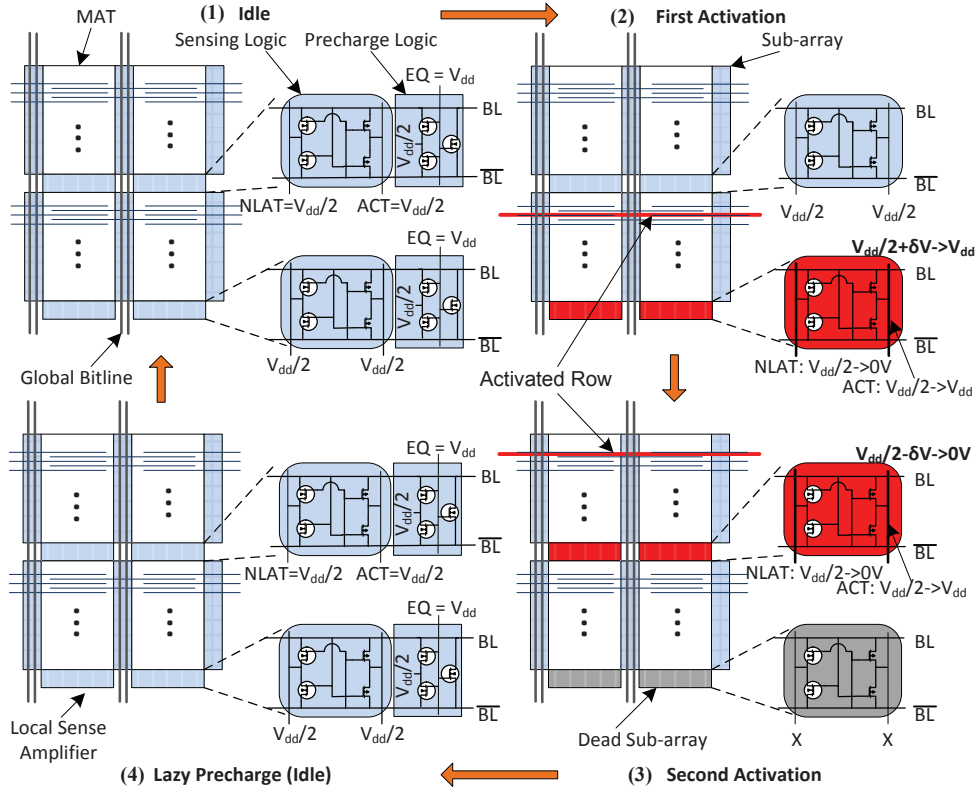 (1) Idle
MAT
Sensing Logic
Precharge Logic
EQ = Vdd
BL
Vdd/2
BL
NLAT=Vdd/2
ACT=Vdd/2
EQ = Vdd
BL
Vdd/2
BL
Vdd/2
Vdd/2
Global Bitline
(2) First Activation
Sub-array
BL
BL
Vdd/2
Vdd/2
Vdd/2+δV->Vdd
BL
BL
NLAT: Vdd/2->0V
ACT: Vdd/2->Vdd
Activated Row
Vdd/2-δV->0V
BL
BL
NLAT: Vdd/2->0V
ACT: Vdd/2->Vdd
BL
BL
X
X
Dead Sub-array
(3) Second Activation
EQ = Vdd
BL
Vdd/2
BL
NLAT=Vdd/2
ACT=Vdd/2
EQ = Vdd
BL
Vdd/2
BL
Vdd/2
Vdd/2
Local Sense
Amplifier
(4) Lazy Precharge (Idle)